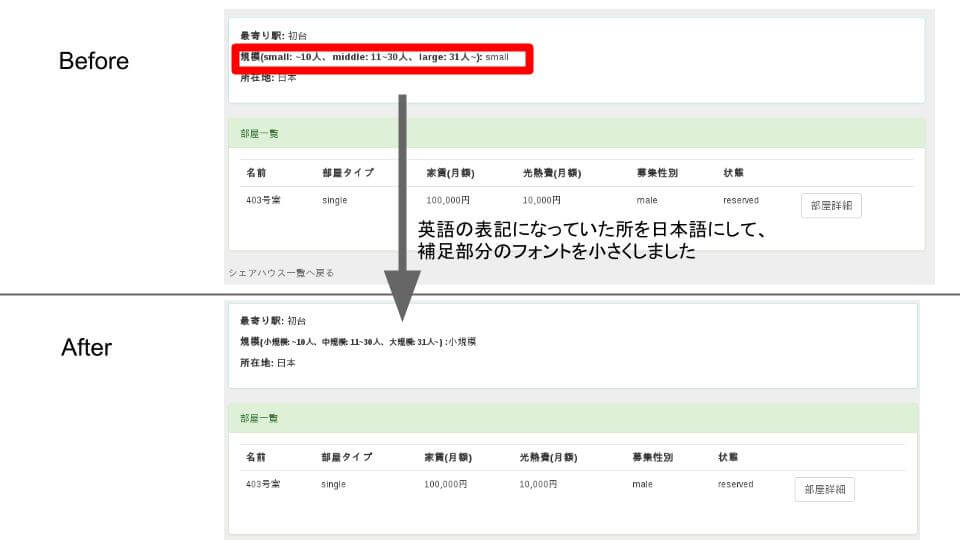 Before
最寄り駅: 初台
規模(small: ~10人、middle: 11~30人、large: 31人~): small
所在地: 日本
部屋一覧
名前 部屋タイプ 家賃(月額) 光熱費(月額) 募集性別 状態
403号室 single 100,000円 10,000円 male reserved 部屋詳細
英語の表記になっていた所を日本語にして、
補足部分のフォントを小さくしました
シェアハウス一覧へ戻る
After
最寄り駅: 初台
規模(小規模: ~10人、中規模: 11~30人、大規模: 31人~) :小規模
所在地: 日本
部屋一覧
名前 部屋タイプ 家賃(月額) 光熱費(月額) 募集性別 状態
403号室 single 100,000円 10,000円 male reserved 部屋詳細